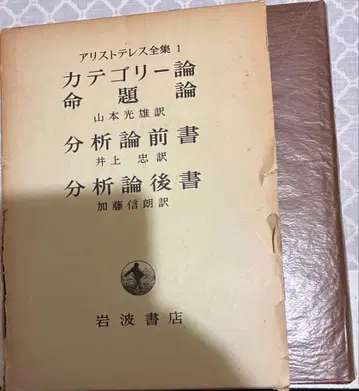 アリストテレス全集 1
カテゴリー論
命題論
山本光雄訳
分析論前書
井上 忠訳
分析論後書
加藤信朗訳
岩波書店